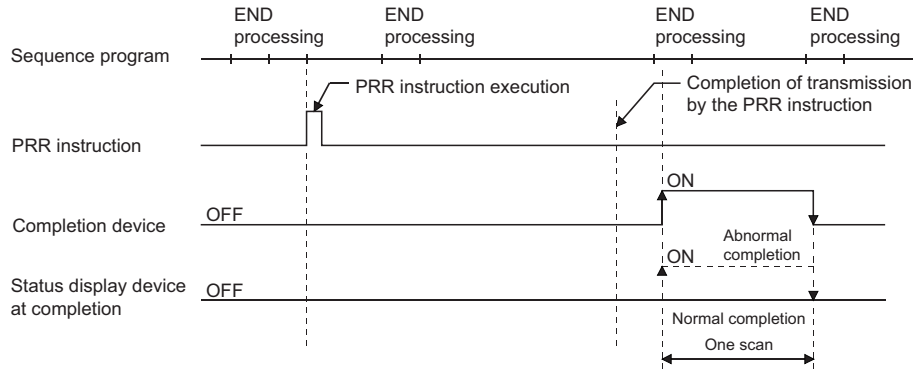 END
processing
END
processing
END
processing
END
processing
Sequence program
PRR instruction execution
Completion of transmission
by the PRR instruction
PRR instruction
ON
Completion device
OFF
Abnormal
completion
ON
Status display device
at completion
OFF
Normal completion
One scan